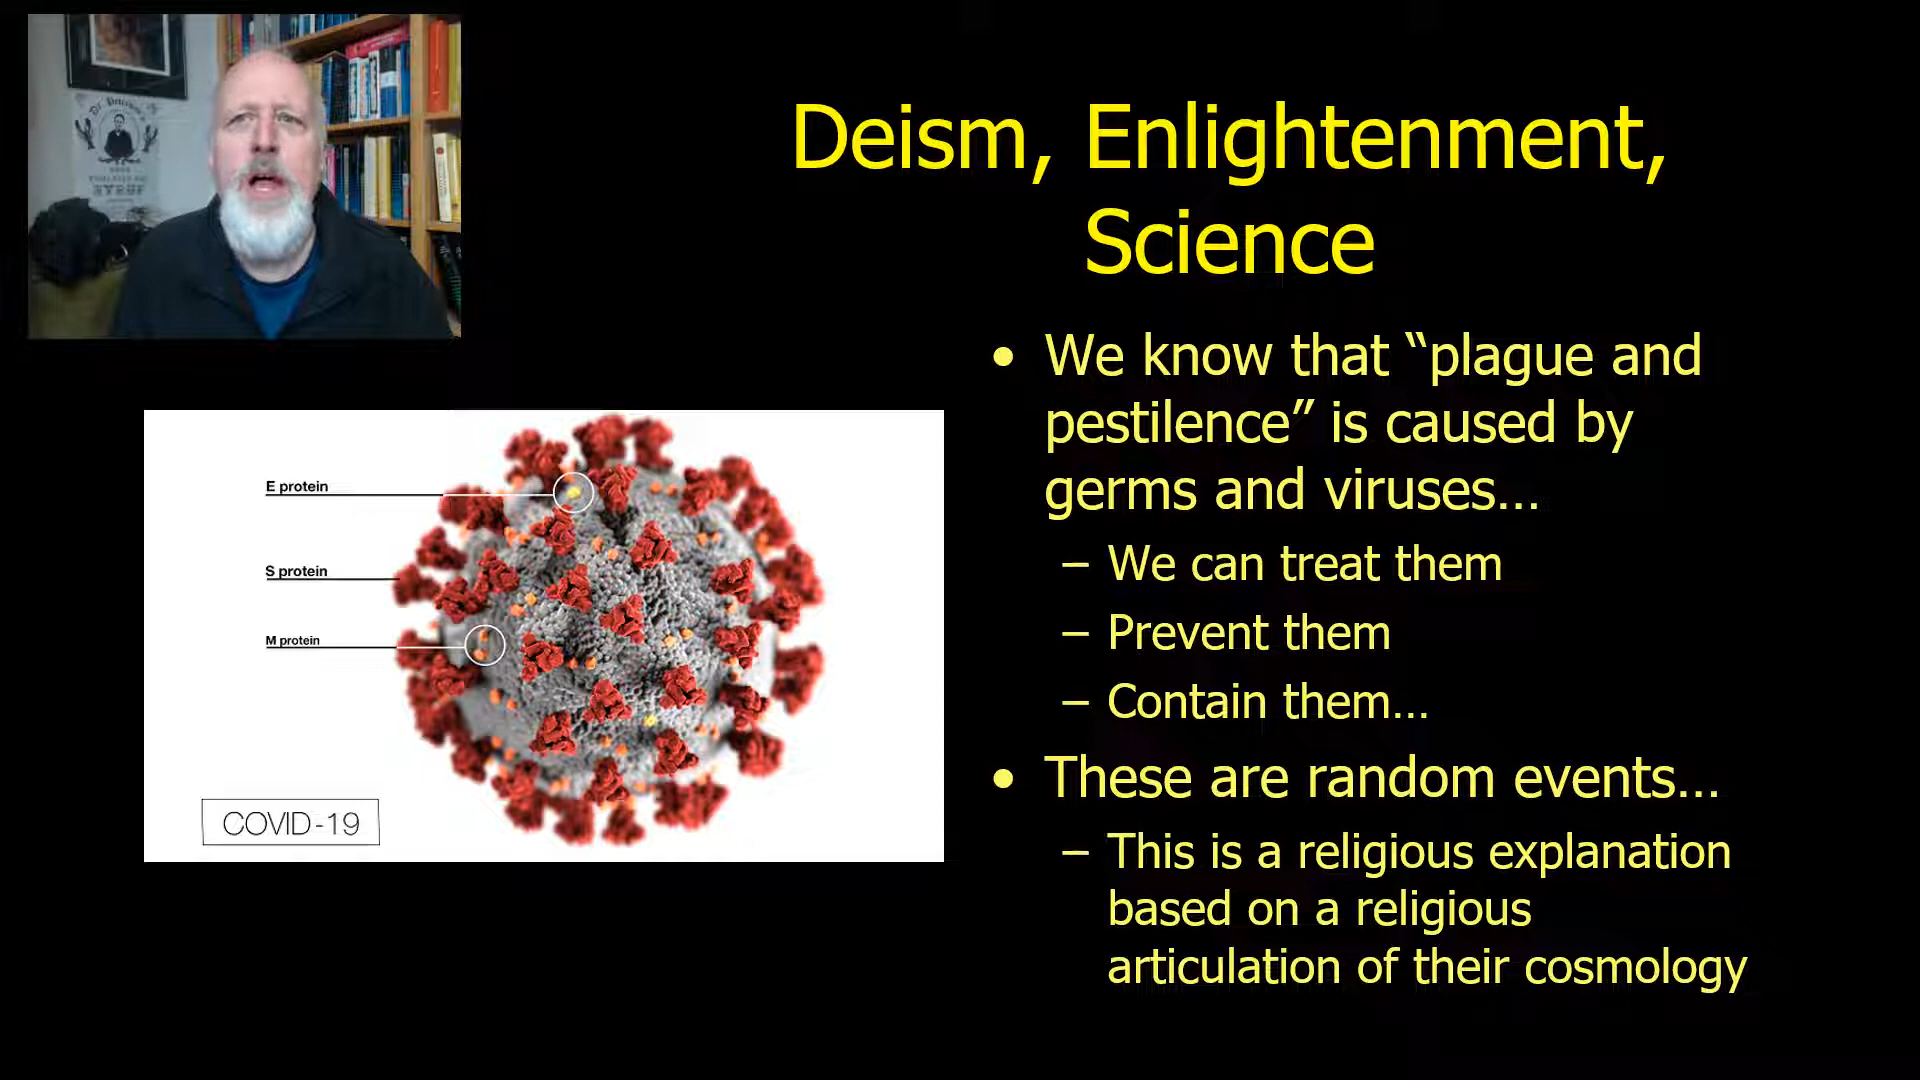 Deism, Enlightenment,
Science
• We know that “plague and
pestilence” is caused by
germs and viruses...
– We can treat them
– Prevent them
– Contain them...
• These are random events...
– This is a religious explanation
based on a religious
articulation of their cosmology
E protein
S protein
M protein
COVID-19